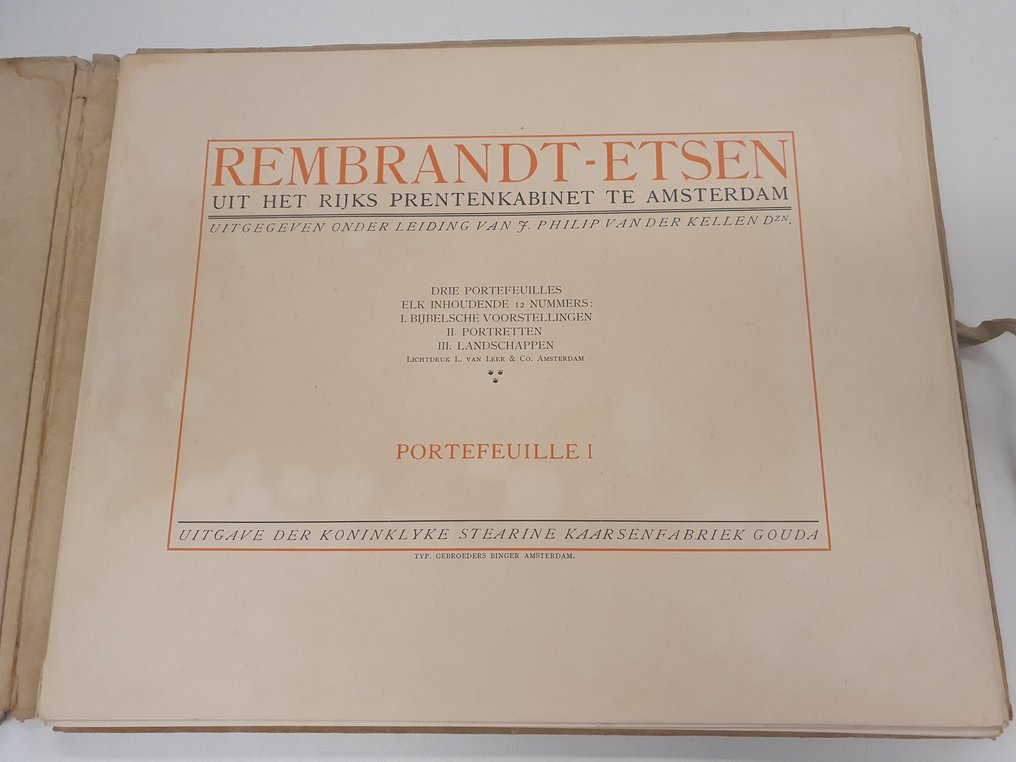 REMBRANDT-ETSEN
UIT HET RIJKS PRENTENKABINET TE AMSTERDAM
UITGEGEVEN ONDER LEIDING VAN J. PHILIP VAN DER KELLEN DZN.
DRIE PORTEFEUILLES
ELK INHOUDENDE 12 NUMMERS:
I. BIJBELSCHE VOORSTELLINGEN
II. PORTRETTEN
III. LANDSCHAPPEN
LICHTDRUK L. VAN LEER & CO. AMSTERDAM
PORTEFEUILLE I
UITGAVE DER KONINKLYKE STEARINE KAARSENFABRIEK GOUDA
TYP. GEBROEDERS BINGER AMSTERDAM.